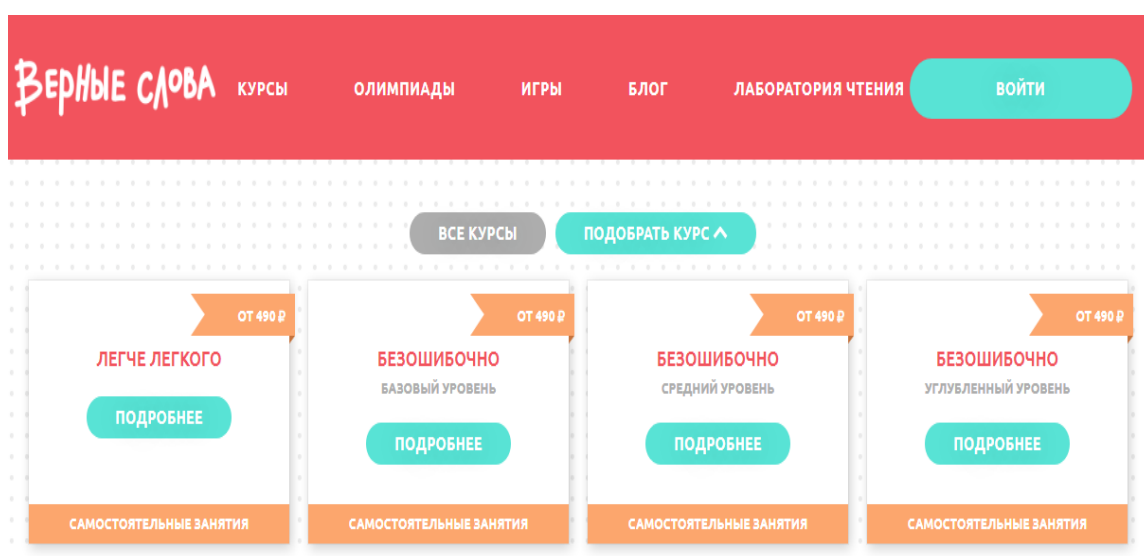 Верные слова КУРСЫ ОЛИМПИАДЫ ИГРЫ БЛОГ ЛАБОРАТОРИЯ ЧТЕНИЯ ВОЙТИ
ВСЕ КУРСЫ ПОДОБРАТЬ КУРС
ОТ 490 ₽
ЛЕГЧЕ ЛЕГКОГО
ПОДРОБНЕЕ
САМОСТОЯТЕЛЬНЫЕ ЗАНЯТИЯ
ОТ 490 ₽
БЕЗОШИБОЧНО
БАЗОВЫЙ УРОВЕНЬ
ПОДРОБНЕЕ
САМОСТОЯТЕЛЬНЫЕ ЗАНЯТИЯ
ОТ 490 ₽
БЕЗОШИБОЧНО
СРЕДНИЙ УРОВЕНЬ
ПОДРОБНЕЕ
САМОСТОЯТЕЛЬНЫЕ ЗАНЯТИЯ
ОТ 490 ₽
БЕЗОШИБОЧНО
УГЛУБЛЕННЫЙ УРОВЕНЬ
ПОДРОБНЕЕ
САМОСТОЯТЕЛЬНЫЕ ЗАНЯТИЯ